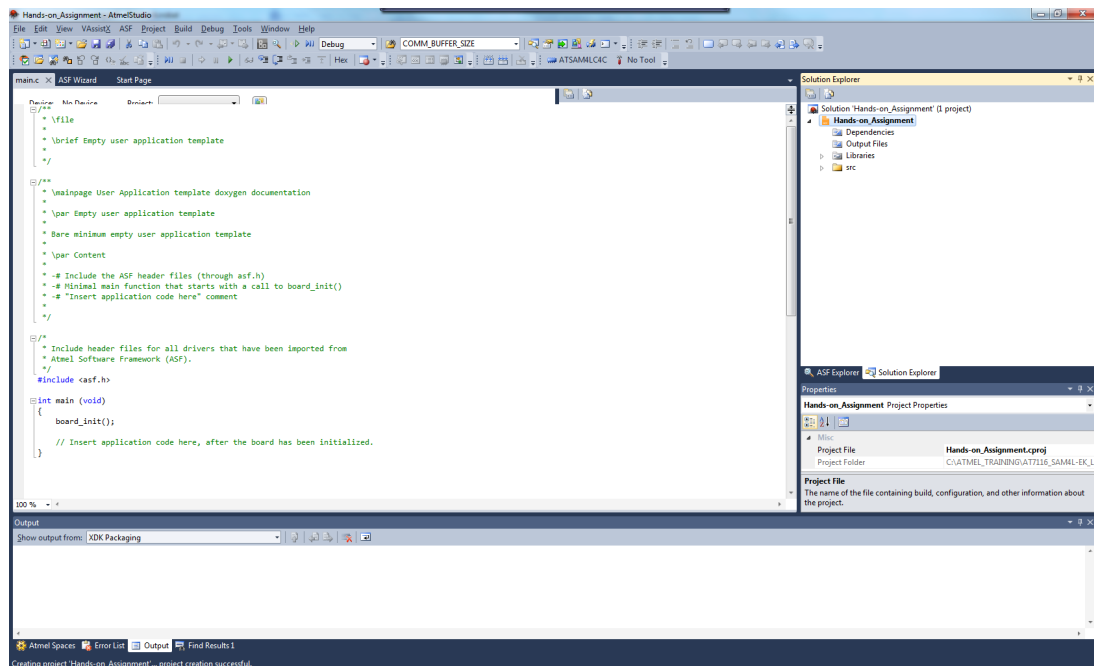 Hands-on_Assignment - AtmelStudio
File Edit View VAssistX ASF Project Build Debug Tools Window Help
Debug COMM_BUFFER_SIZE
Hex ATSAM4LC4C No Tool
main.c ASF Wizard Start Page
Device: No Device Project:
/**
* \file
*
* \brief Empty user application template
*
*/
/**
* \mainpage User Application template doxygen documentation
*
* \par Empty user application template
*
* Bare minimum empty user application template
*
* \par Content
*
* -# Include the ASF header files (through asf.h)
* -# Minimal main function that starts with a call to board_init()
* -# "Insert application code here" comment
*
*/
/*
* Include header files for all drivers that have been imported from
* Atmel Software Framework (ASF).
*/
#include <asf.h>
int main (void)
{
board_init();
// Insert application code here, after the board has been initialized.
}
100 %
Solution Explorer
Solution 'Hands-on_Assignment' (1 project)
Hands-on_Assignment
Dependencies
Output Files
Libraries
src
ASF Explorer Solution Explorer
Properties
Hands-on_Assignment Project Properties
Misc
Project File Hands-on_Assignment.cproj
Project Folder C:\ATMEL_TRAINING\AT7116_SAM4L-EK_L
Project File
The name of the file containing build, configuration, and other information about
the project.
Output
Show output from: XDK Packaging
Atmel Spaces Error List Output Find Results 1
Creating project 'Hands-on_Assignment'... project creation successful.